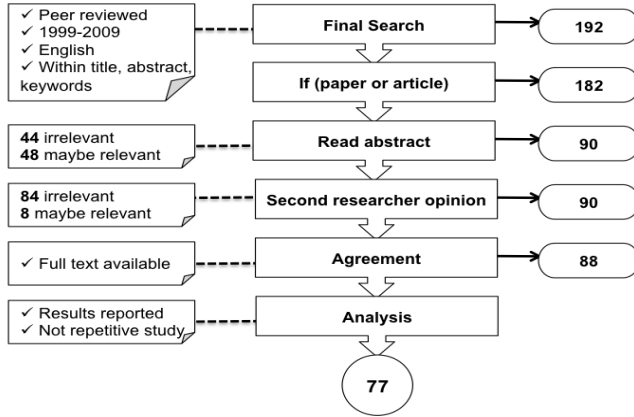 ✓ Peer reviewed
✓ 1999-2009
✓ English
✓ Within title, abstract,
keywords
Final Search
192
If (paper or article)
182
44 irrelevant
48 maybe relevant
Read abstract
90
84 irrelevant
8 maybe relevant
Second researcher opinion
90
✓ Full text available
Agreement
88
✓ Results reported
✓ Not repetitive study
Analysis
77